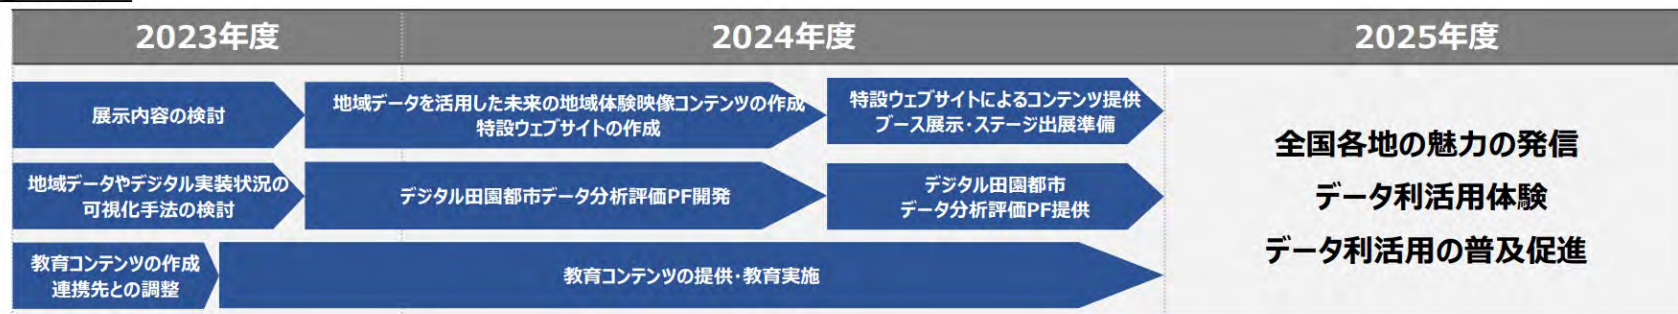 2023年度
2024年度
2025年度
展示内容の検討
地域データを活用した未来の地域体験映像コンテンツの作成
特設ウェブサイトの作成
特設ウェブサイトによるコンテンツ提供
ブース展示・ステージ出展準備
地域データやデジタル実装状況の
可視化手法の検討
デジタル田園都市データ分析評価PF開発
デジタル田園都市
データ分析評価PF提供
教育コンテンツの作成
連携先との調整
教育コンテンツの提供・教育実施
全国各地の魅力の発信
データ利活用体験
データ利活用の普及促進